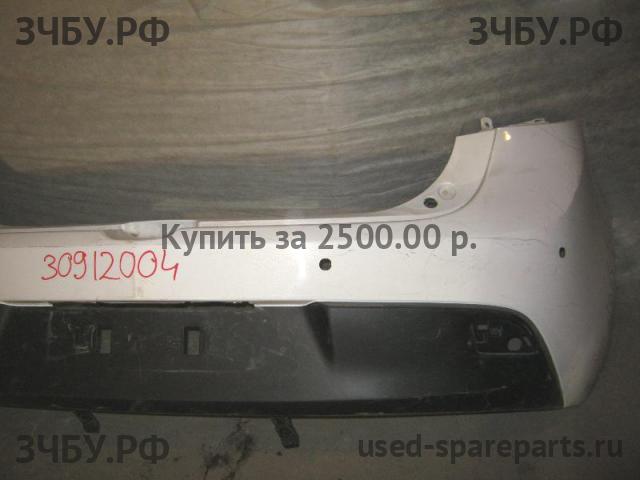 ЗЧБУ.РФ ЗЧБУ.РФ
Купить за 2500.00 р.
30912004
ЗЧБУ.РФ used-spareparts.ru